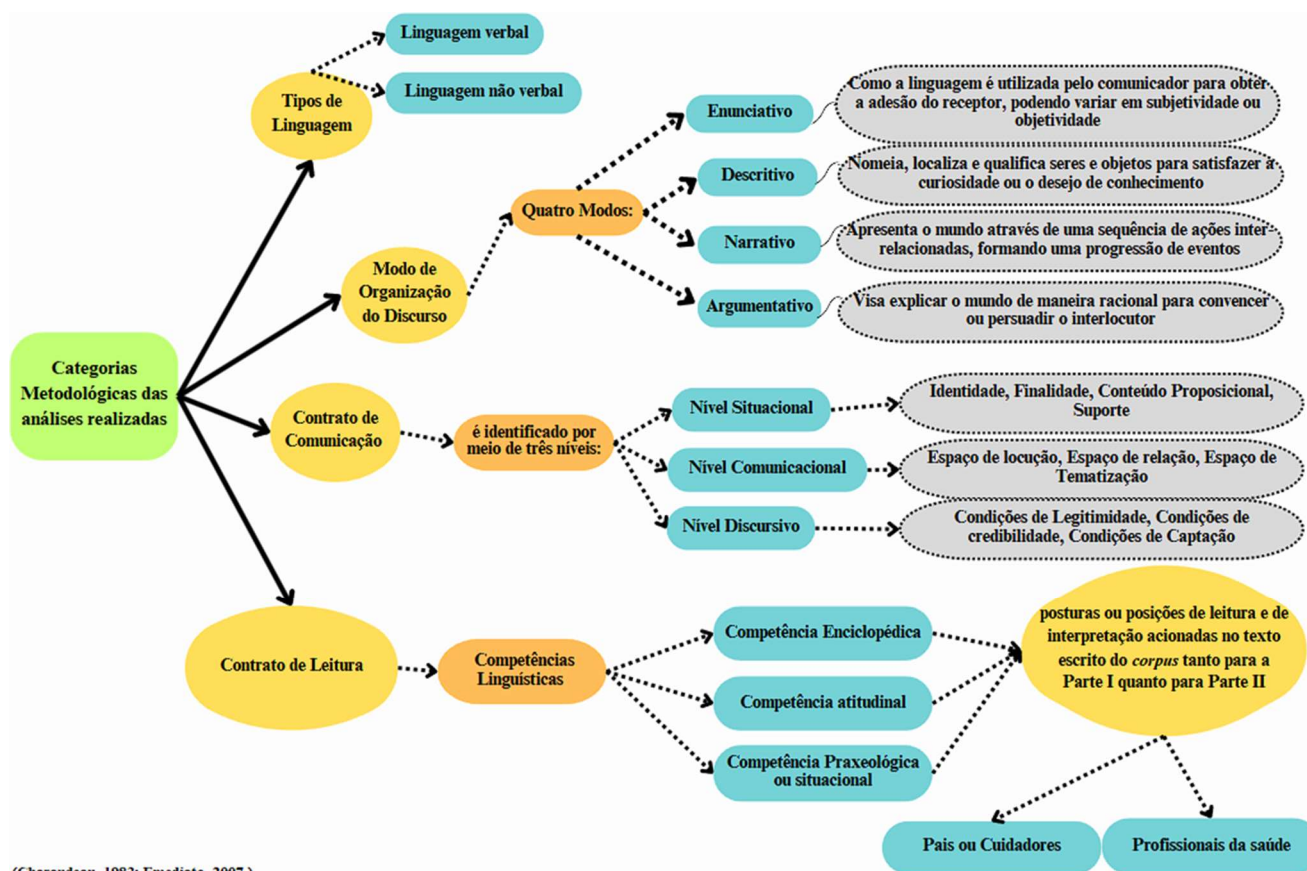 Linguagem verbal
Linguagem não verbal
Tipos de
Linguagem
Como a linguagem é utilizada pelo comunicador para obter
a adesão do receptor, podendo variar em subjetividade ou
objetividade
Enunciativo
Nomeia, localiza e qualifica seres e objetos para satisfazer a
curiosidade ou o desejo de conhecimento
Descritivo
Quatro Modos:
Narrativo
Apresenta o mundo através de uma sequência de ações inter-
relacionadas, formando uma progressão de eventos
Modo de
Organização
do Discurso
Argumentativo
Visa explicar o mundo de maneira racional para convencer
ou persuadir o interlocutor
Categorias
Metodológicas das
análises realizadas
Contrato de
Comunicação
é identificado por
meio de três níveis:
Nível Situacional
Identidade, Finalidade, Conteúdo Proposicional,
Suporte
Nível Comunicacional
Espaço de locução, Espaço de relação, Espaço de
Tematização
Nível Discursivo
Condições de Legitimidade, Condições de
credibilidade, Condições de Captação
Contrato de Leitura
Competências
Linguísticas
Competência Enciclopédica
Competência atitudinal
Competência Praxeológica
ou situacional
posturas ou posições de leitura e de
interpretação acionadas no texto
escrito do corpus tanto para a
Parte I quanto para Parte II
Pais ou Cuidadores
Profissionais da saúde